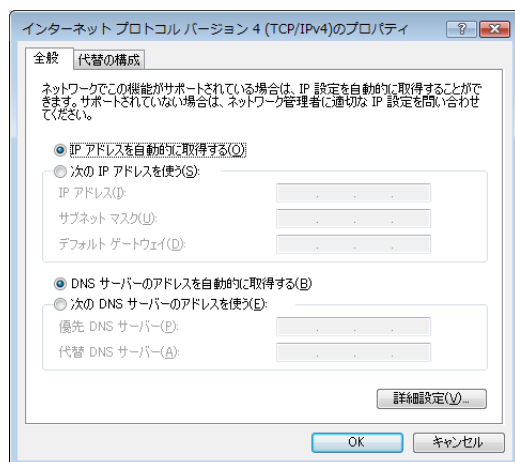 インターネット プロトコル バージョン 4 (TCP/IPv4)のプロパティ
全般 代替の構成
ネットワークでこの機能がサポートされている場合は、IP 設定を自動的に取得することがで
きます。サポートされていない場合は、ネットワーク管理者に適切な IP 設定を問い合わせ
てください。
IP アドレスを自動的に取得する(O)
次の IP アドレスを使う(S):
IP アドレス(I):
サブネット マスク(U):
デフォルト ゲートウェイ(D):
DNS サーバーのアドレスを自動的に取得する(B)
次の DNS サーバーのアドレスを使う(E):
優先 DNS サーバー(P):
代替 DNS サーバー(A):
詳細設定(V)...
OK キャンセル